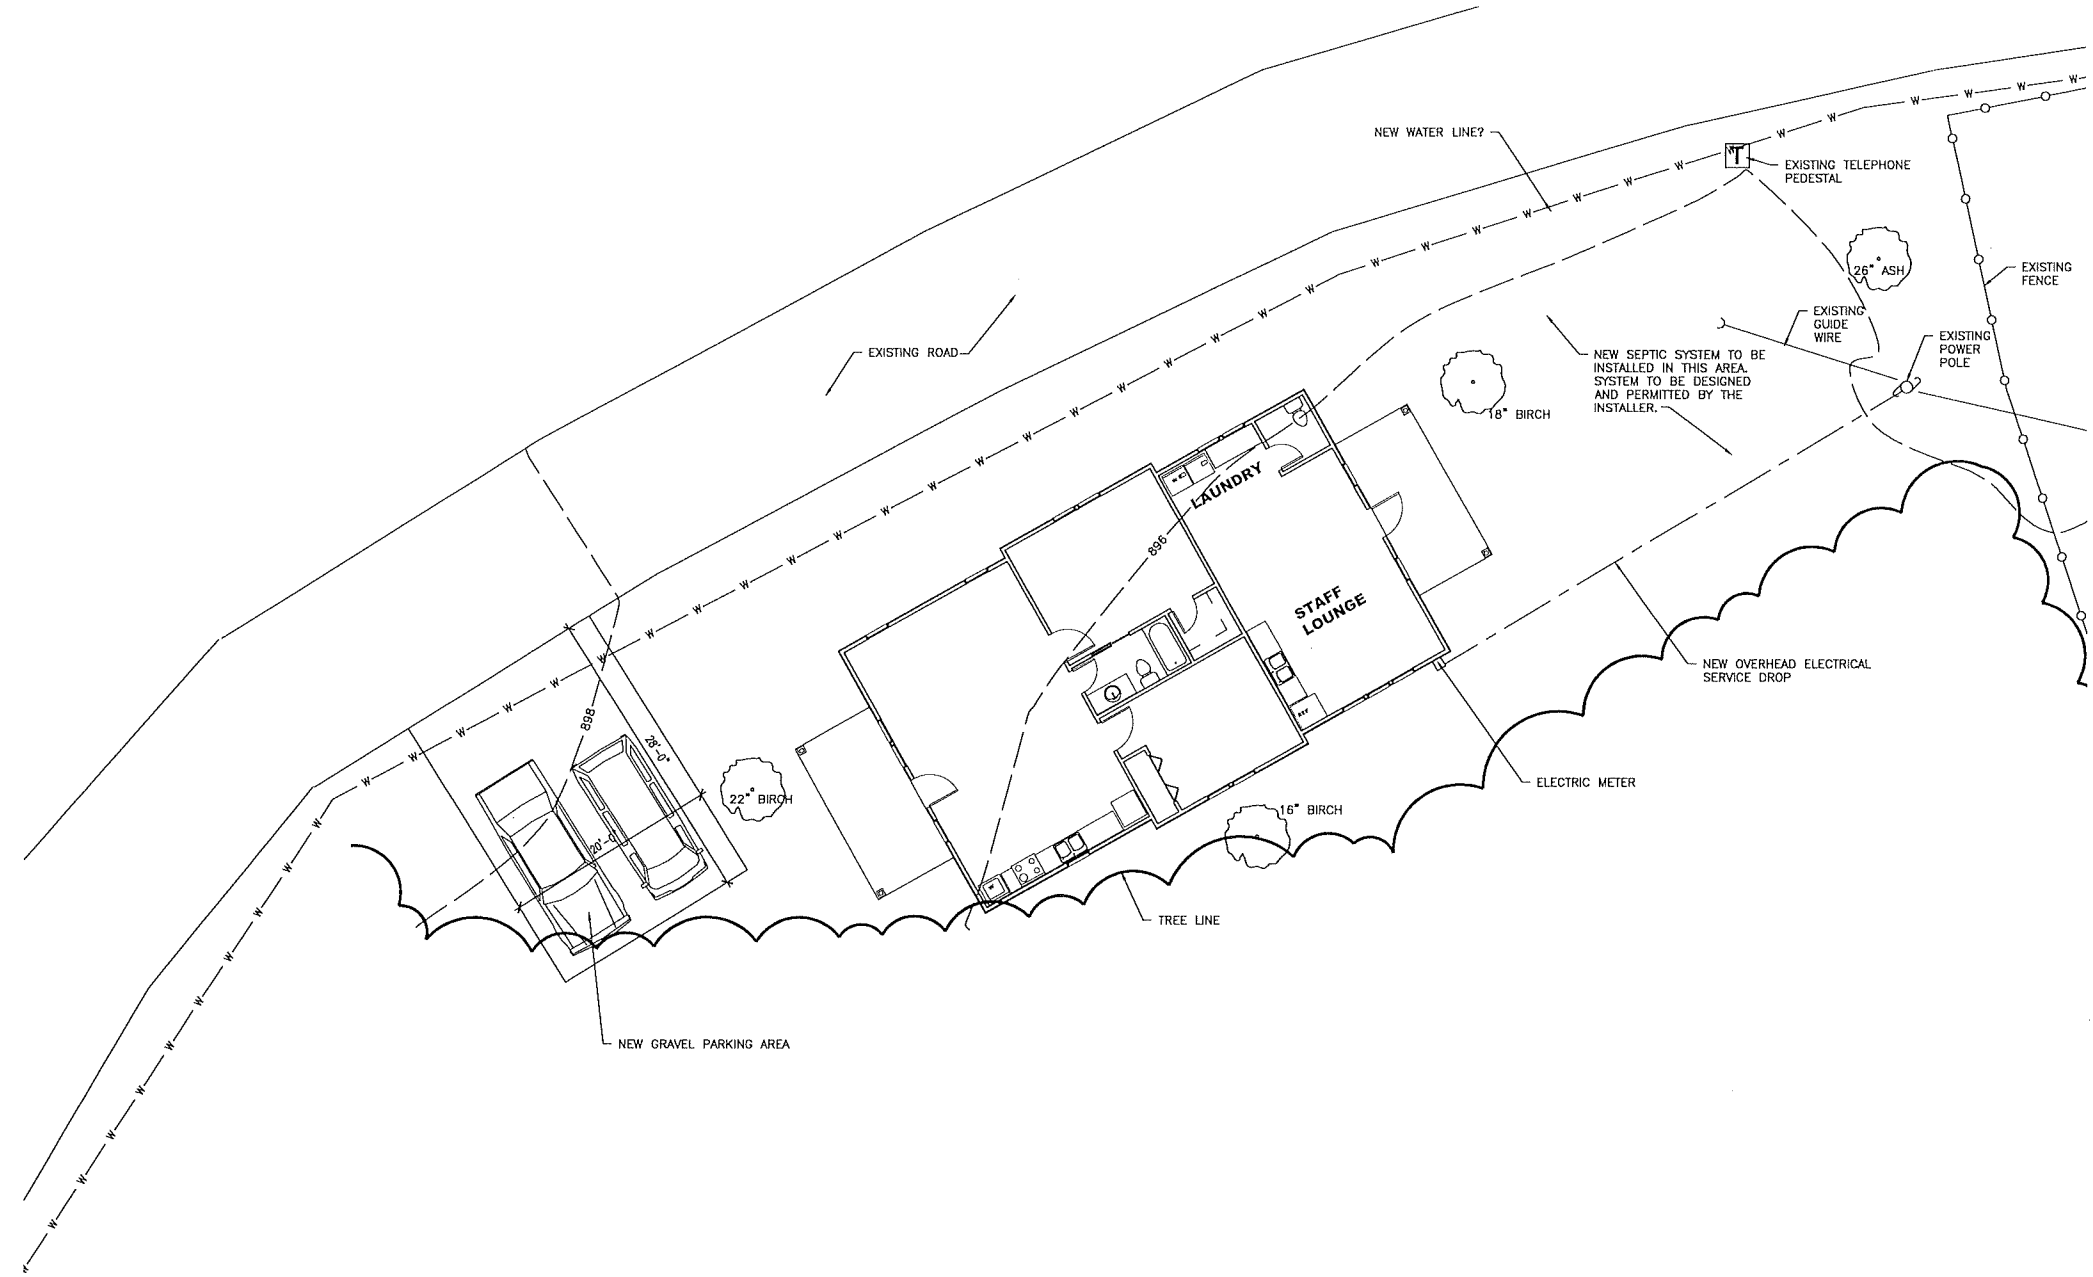 NEW WATER LINE?
T
EXISTING TELEPHONE
PEDESTAL
26" ASH
EXISTING
FENCE
EXISTING
GUIDE
WIRE
EXISTING
POWER
POLE
EXISTING ROAD
NEW SEPTIC SYSTEM TO BE
INSTALLED IN THIS AREA.
SYSTEM TO BE DESIGNED
AND PERMITTED BY THE
INSTALLER.
18" BIRCH
LAUNDRY
896
STAFF
LOUNGE
NEW OVERHEAD ELECTRICAL
SERVICE DROP
898
28'-0"
22" BIRCH
20'-0"
REF
ELECTRIC METER
16" BIRCH
TREE LINE
NEW GRAVEL PARKING AREA
W W W W W W W W W W W W W W W W W W W W W W W W W W W W W W W W W W W W W W W W W W